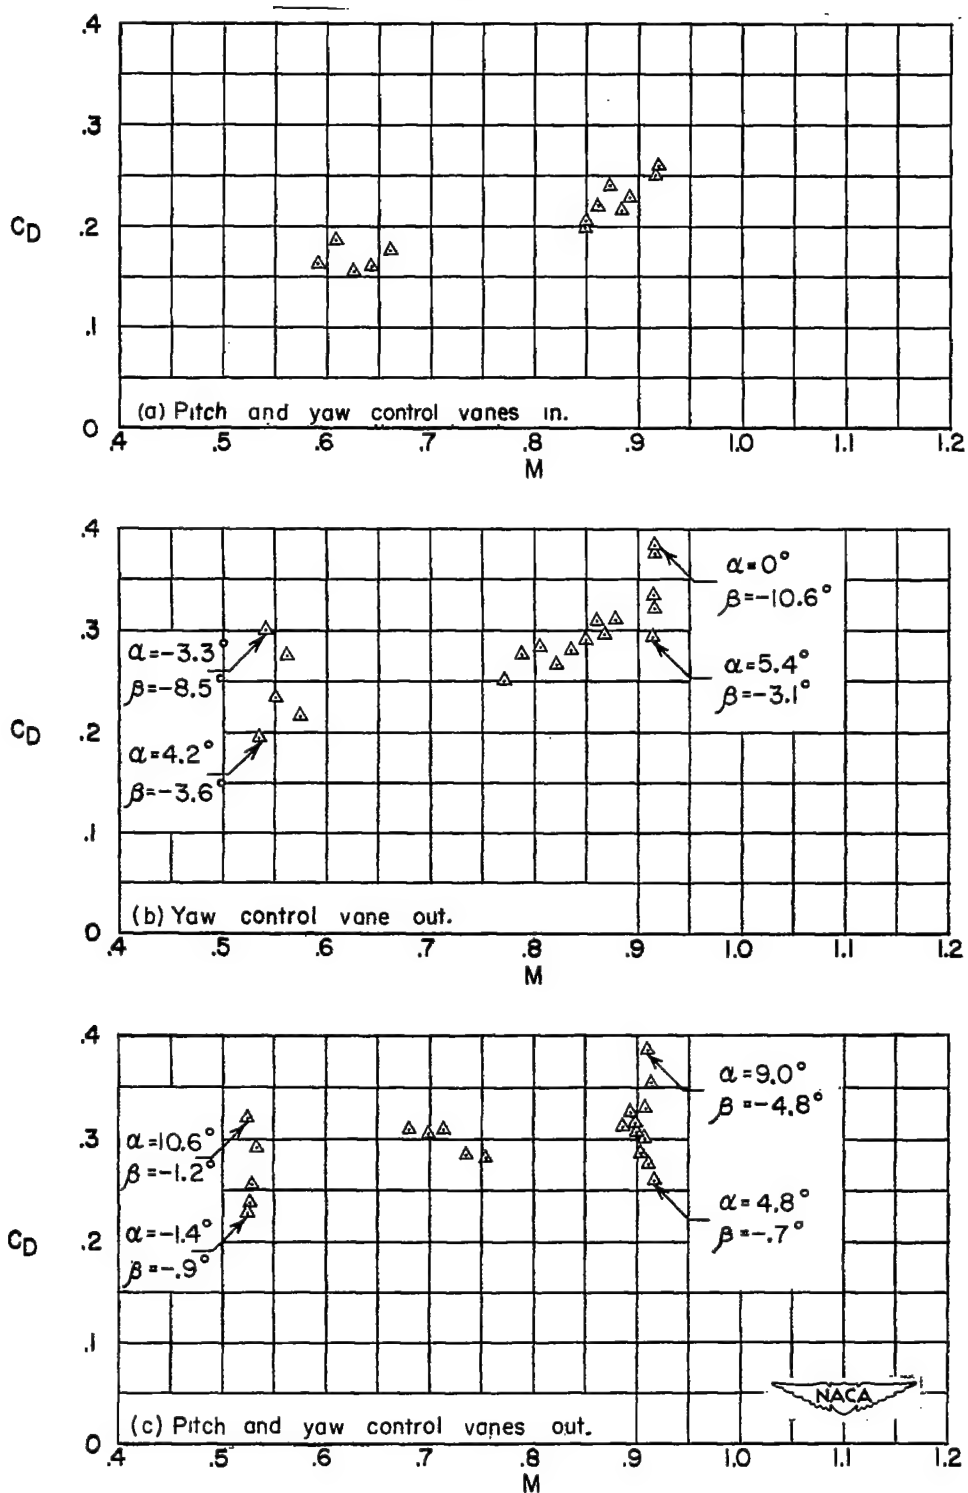 .4
.3
C_D .2
.1
0
(a) Pitch and yaw control vanes in.
.4 .5 .6 .7 .8 .9 1.0 1.1 1.2
M
.4
α=0°
β=-10.6°
.3
α=-3.3°
β=-8.5°
α=5.4°
β=-3.1°
C_D .2
α=4.2°
β=-3.6°
.1
0
(b) Yaw control vane out.
.4 .5 .6 .7 .8 .9 1.0 1.1 1.2
M
.4
α=9.0°
β=-4.8°
.3
α=10.6°
β=-1.2°
α=4.8°
β=-.7°
C_D .2
α=-1.4°
β=-.9°
.1
NACA
0
(c) Pitch and yaw control vanes out.
.4 .5 .6 .7 .8 .9 1.0 1.1 1.2
M